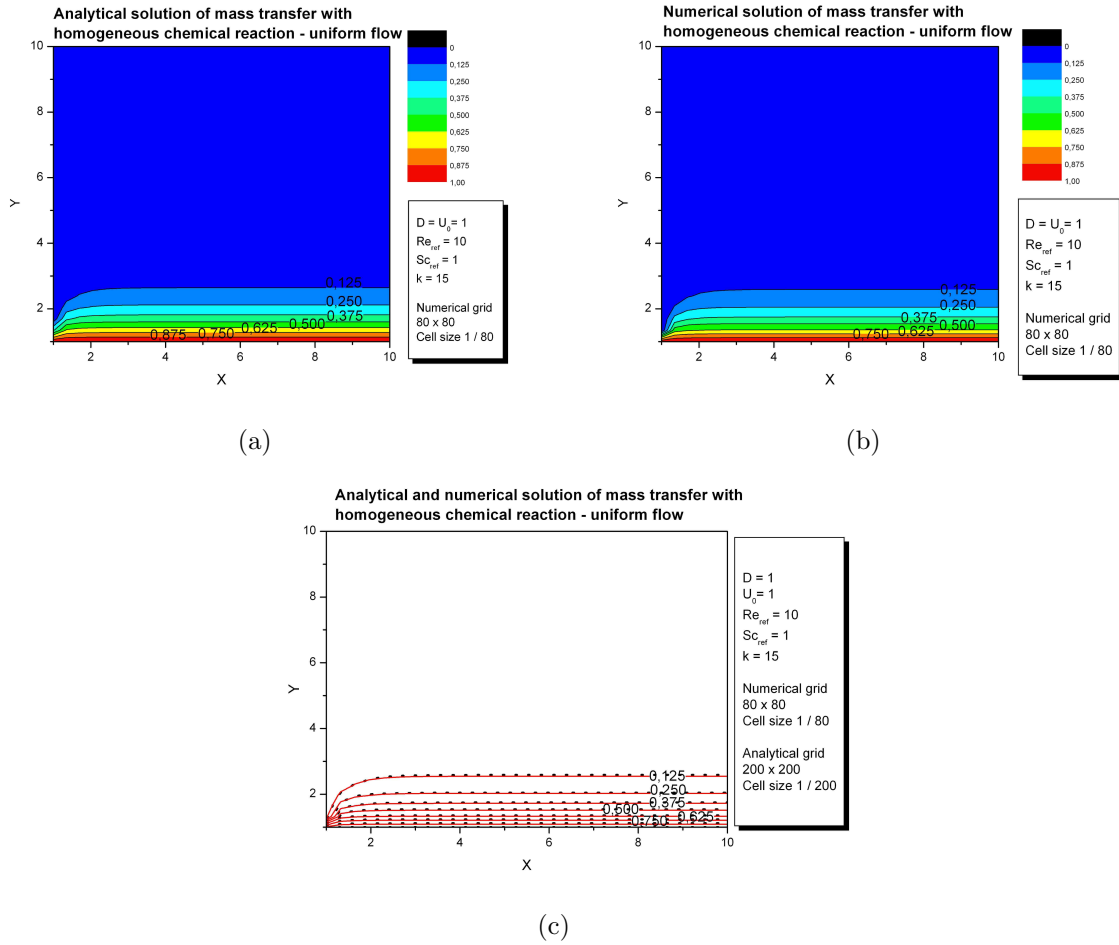 Analytical solution of mass transfer with
homogeneous chemical reaction - uniform flow
10
8
6
4
2
Y
2
4
6
8
10
X
0,125
0,250
0,375
0,500
0,625
0,750
0,875
0
0,125
0,250
0,375
0,500
0,625
0,750
0,875
1,00
D = U0= 1
Reref = 10
Scref = 1
k = 15
Numerical grid
80 x 80
Cell size 1 / 80
(a)
Numerical solution of mass transfer with
homogeneous chemical reaction - uniform flow
10
8
6
4
2
Y
2
4
6
8
10
X
0,125
0,250
0,375
0,500
0,625
0,750
0
0,125
0,250
0,375
0,500
0,625
0,750
0,875
1,00
D = U0= 1
Reref = 10
Scref = 1
k = 15
Numerical grid
80 x 80
Cell size 1 / 80
(b)
Analytical and numerical solution of mass transfer with
homogeneous chemical reaction - uniform flow
10
8
6
4
2
Y
2
4
6
8
10
X
0,125
0,250
0,375
0,500
0,625
0,750
D = 1
U0= 1
Reref = 10
Scref = 1
k = 15
Numerical grid
80 x 80
Cell size 1 / 80
Analytical grid
200 x 200
Cell size 1 / 200
(c)